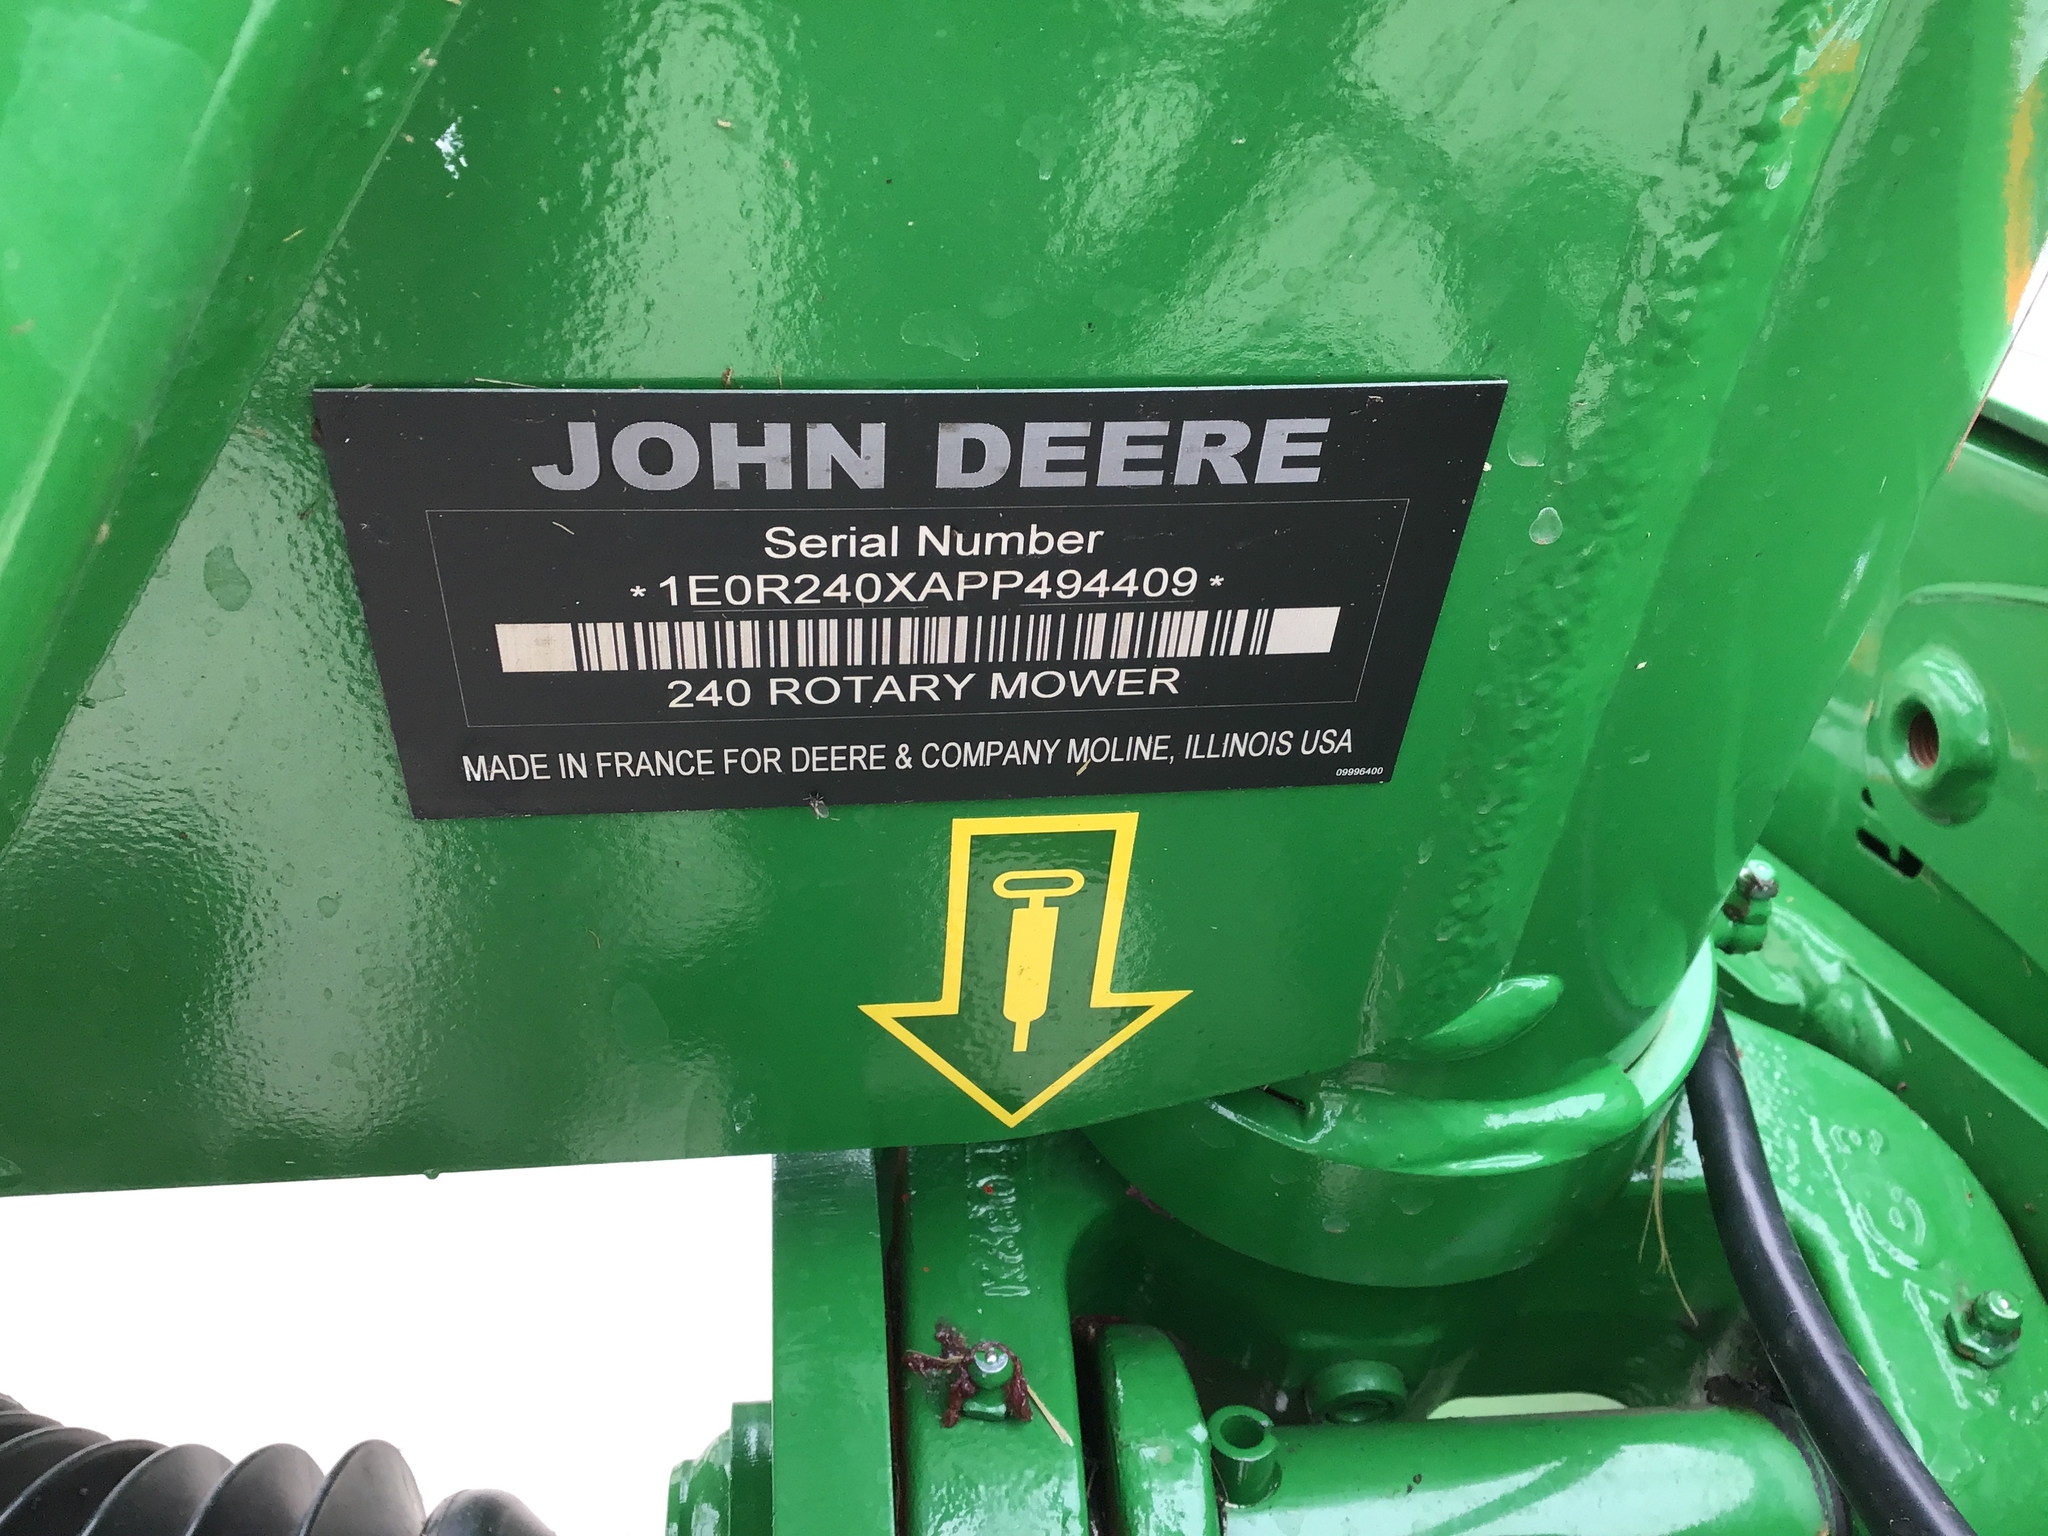 JOHN DEERE
Serial Number
*1E0R240XAPP494409*
240 ROTARY MOWER
MADE IN FRANCE FOR DEERE & COMPANY MOLINE, ILLINOIS USA
09996400